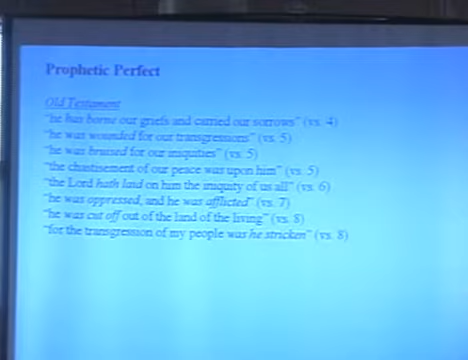 Prophetic Perfect
Old Testament
"he has borne our griefs and carried our sorrows" (vs. 4)
"he was wounded for our transgressions" (vs. 5)
"he was bruised for our iniquities" (vs. 5)
"the chastisement of our peace was upon him" (vs. 5)
"the Lord hath laid on him the iniquity of us all" (vs. 6)
"he was oppressed, and he was afflicted" (vs. 7)
"he was cut off out of the land of the living" (vs. 8)
"for the transgression of my people was he stricken" (vs. 8)